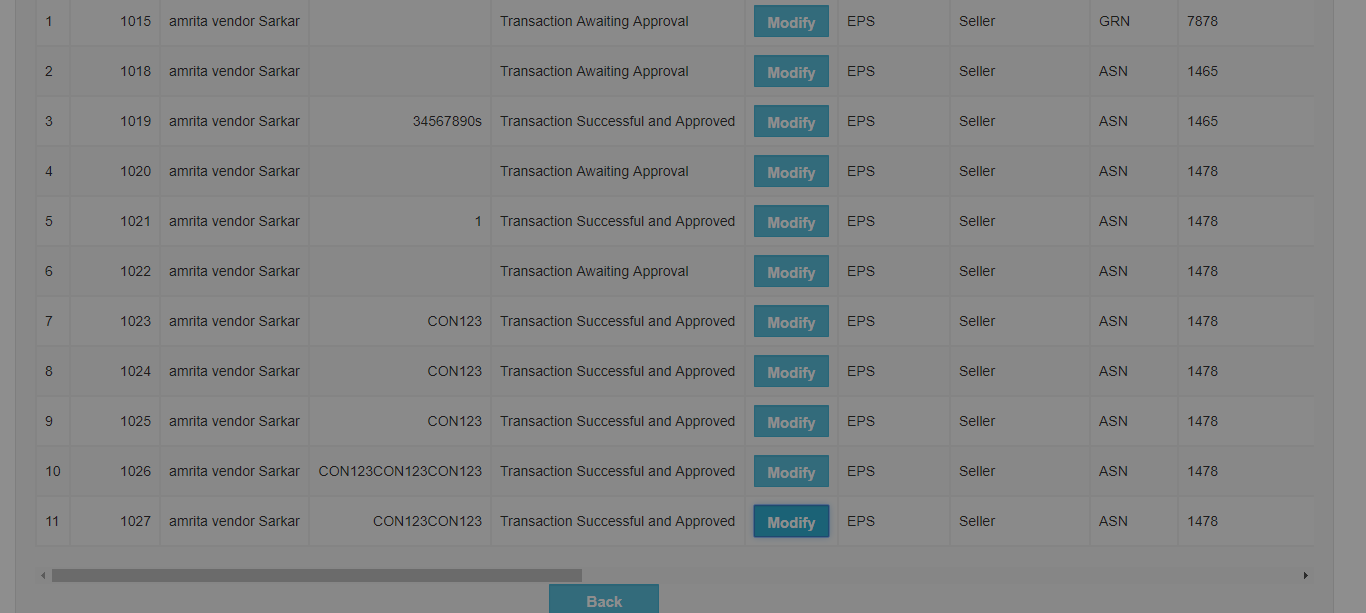 1 1015 amrita vendor Sarkar Transaction Awaiting Approval Modify EPS Seller GRN 7878
2 1018 amrita vendor Sarkar Transaction Awaiting Approval Modify EPS Seller ASN 1465
3 1019 amrita vendor Sarkar 34567890s Transaction Successful and Approved Modify EPS Seller ASN 1465
4 1020 amrita vendor Sarkar Transaction Awaiting Approval Modify EPS Seller ASN 1478
5 1021 amrita vendor Sarkar 1 Transaction Successful and Approved Modify EPS Seller ASN 1478
6 1022 amrita vendor Sarkar Transaction Awaiting Approval Modify EPS Seller ASN 1478
7 1023 amrita vendor Sarkar CON123 Transaction Successful and Approved Modify EPS Seller ASN 1478
8 1024 amrita vendor Sarkar CON123 Transaction Successful and Approved Modify EPS Seller ASN 1478
9 1025 amrita vendor Sarkar CON123 Transaction Successful and Approved Modify EPS Seller ASN 1478
10 1026 amrita vendor Sarkar CON123CON123CON123 Transaction Successful and Approved Modify EPS Seller ASN 1478
11 1027 amrita vendor Sarkar CON123CON123 Transaction Successful and Approved Modify EPS Seller ASN 1478
Back